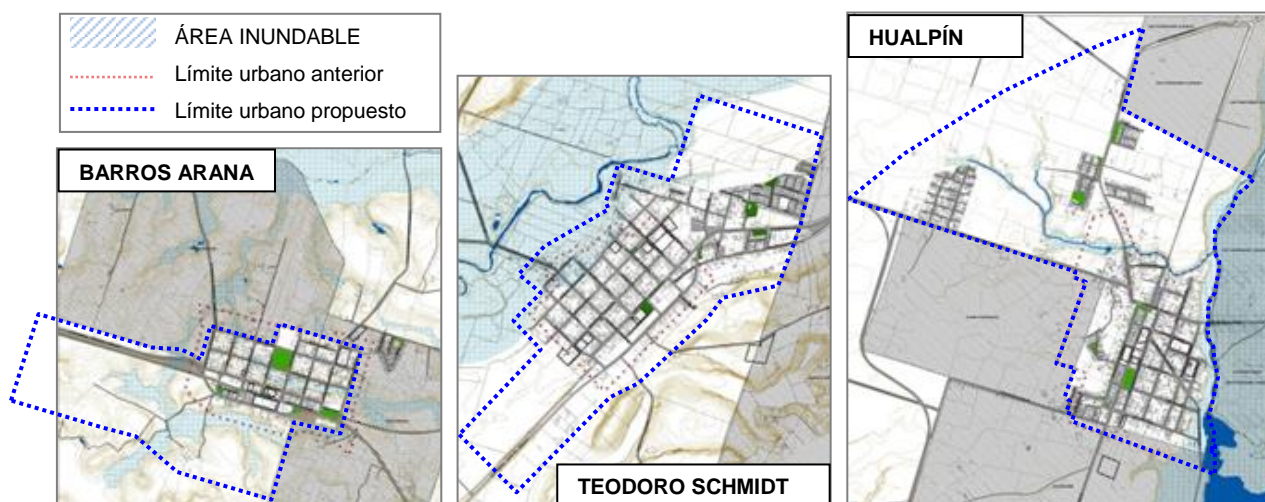 ÁREA INUNDABLE
Límite urbano anterior
Límite urbano propuesto
BARROS ARANA
TEODORO SCHMIDT
HUALPÍN